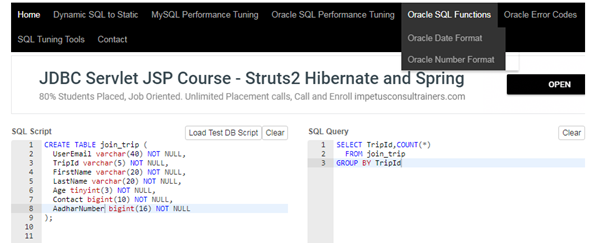 Home Dynamic SQL to Static MySQL Performance Tuning Oracle SQL Performance Tuning Oracle SQL Functions Oracle Error Codes
SQL Tuning Tools Contact
Oracle Date Format
Oracle Number Format
JDBC Servlet JSP Course - Struts2 Hibernate and Spring
80% Students Placed, Job Oriented. Unlimited Placement calls, Call and Enroll impetusconsultrainers.com
OPEN
SQL Script Load Test DB Script Clear
1 CREATE TABLE join_trip (
2 UserEmail varchar(40) NOT NULL,
3 TripId varchar(5) NOT NULL,
4 FirstName varchar(20) NOT NULL,
5 LastName varchar(20) NOT NULL,
6 Age tinyint(3) NOT NULL,
7 Contact bigint(10) NOT NULL,
8 AadharNumber bigint(16) NOT NULL
9 );
10
11
SQL Query Clear
1 SELECT TripId,COUNT(*)
2 FROM join_trip
3 GROUP BY TripId